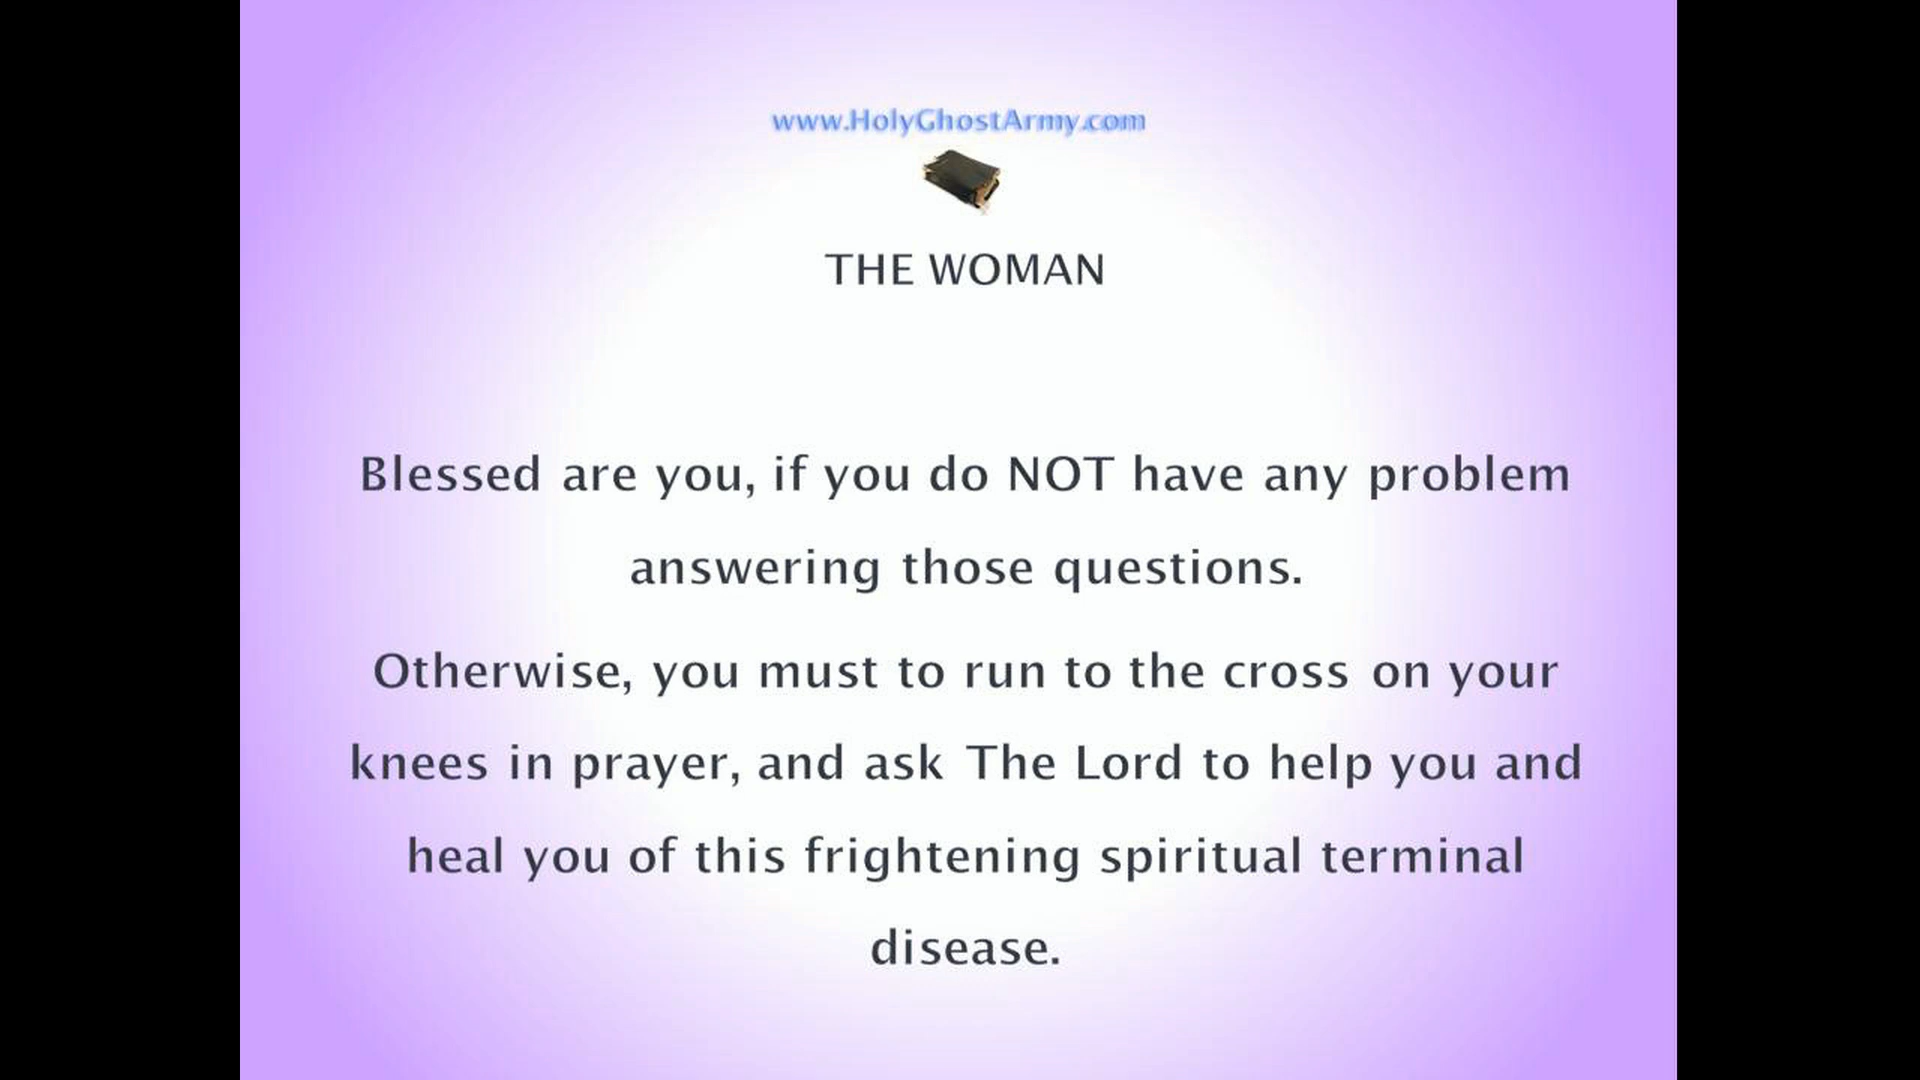 www.HolyGhostArmy.com
THE WOMAN
Blessed are you, if you do NOT have any problem
answering those questions.
Otherwise, you must to run to the cross on your
knees in prayer, and ask The Lord to help you and
heal you of this frightening spiritual terminal
disease.